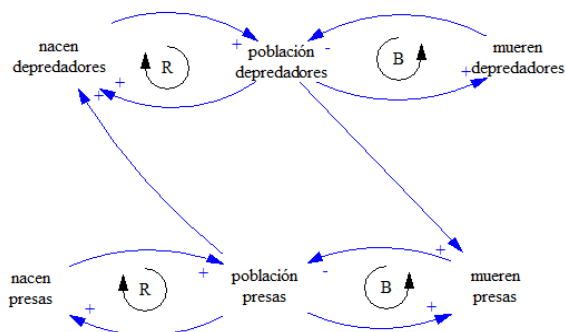 nacen
depredadores
+
+
+
R
+
población
depredadores
-
B
+
mueren
depredadores
nacen
presas
+
R
+
población
presas
-
B
+
+
mueren
presas